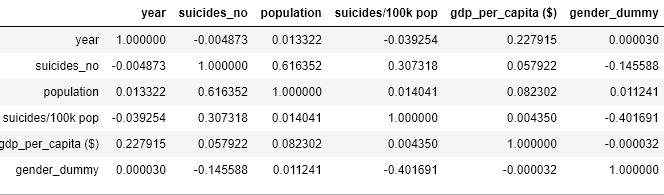 year suicides_no population suicides/100k pop gdp_per_capita ($) gender_dummy
year 1.000000 -0.004873 0.013322 -0.039254 0.227915 0.000030
suicides_no -0.004873 1.000000 0.616352 0.307318 0.057922 -0.145588
population 0.013322 0.616352 1.000000 0.014041 0.082302 0.011241
suicides/100k pop -0.039254 0.307318 0.014041 1.000000 0.004350 -0.401691
gdp_per_capita ($) 0.227915 0.057922 0.082302 0.004350 1.000000 -0.000032
gender_dummy 0.000030 -0.145588 0.011241 -0.401691 -0.000032 1.000000